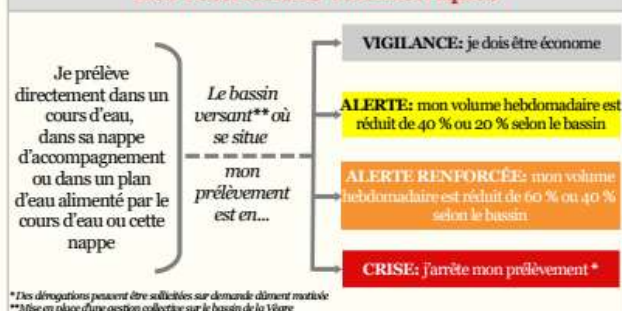 Je prélève
directement dans un
cours d'eau,
dans sa nappe
d'accompagnement
ou dans un plan
d'eau alimenté par le
cours d'eau ou cette
nappe
Le bassin
versant** où
se situe
mon
prélèvement
est en...
VIGILANCE: je dois être économe
ALERTE: mon volume hebdomadaire est
réduit de 40 % ou 20 % selon le bassin
ALERTE RENFORCÉE: mon volume
hebdomadaire est réduit de 60 % ou 40 %
selon le bassin
CRISE: j'arrête mon prélèvement *
*Des dérogations peuvent être sollicitées sur demande dûment motivée
**Mise en place d'une gestion collective sur le bassin de la Vègre